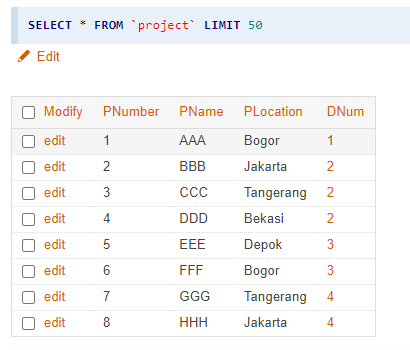 SELECT * FROM `project` LIMIT 50
Edit
Modify PNumber PName PLocation DNum
edit 1 AAA Bogor 1
edit 2 BBB Jakarta 2
edit 3 CCC Tangerang 2
edit 4 DDD Bekasi 2
edit 5 EEE Depok 3
edit 6 FFF Bogor 3
edit 7 GGG Tangerang 4
edit 8 HHH Jakarta 4